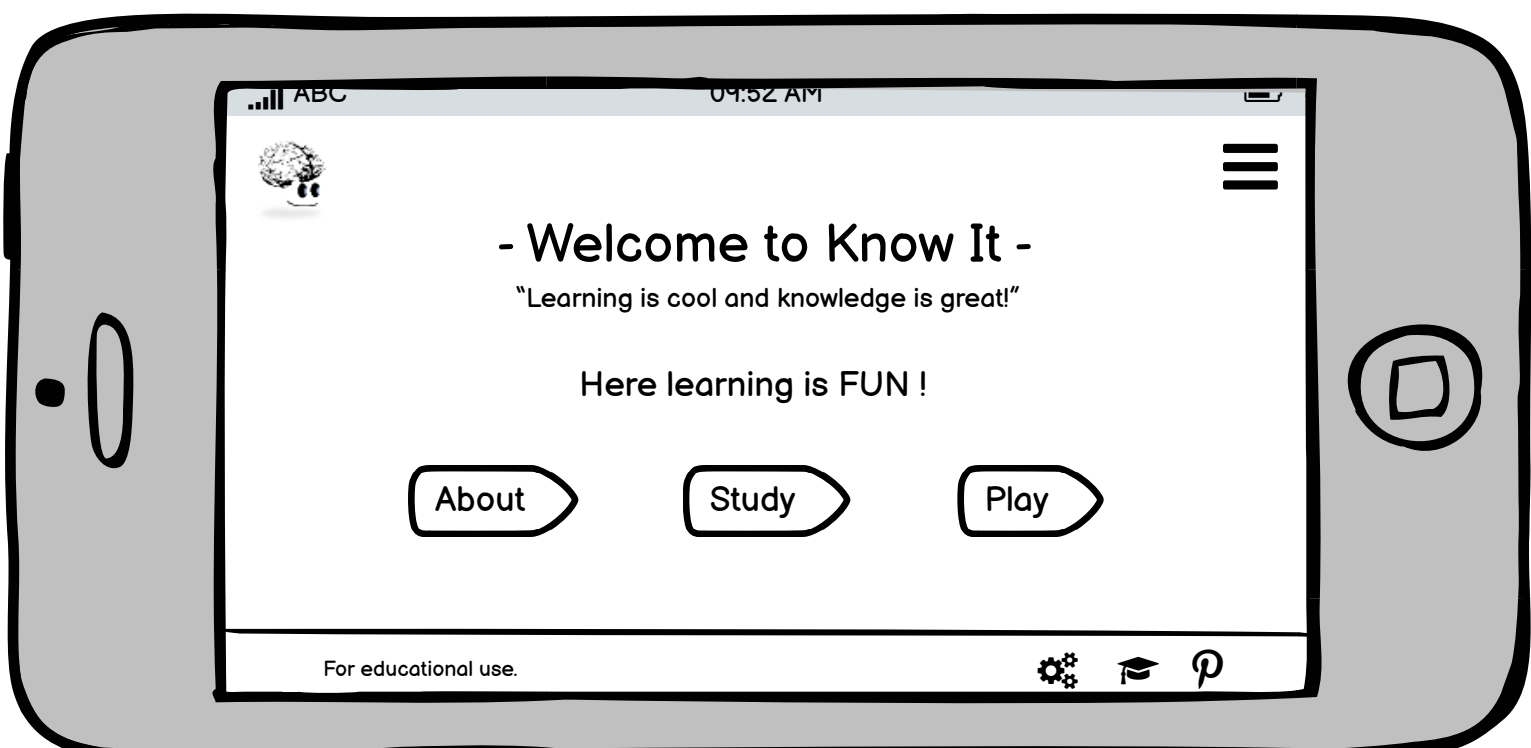 ABC 09:52 AM
- Welcome to Know It -
“Learning is cool and knowledge is great!”
Here learning is FUN !
About Study Play
For educational use.